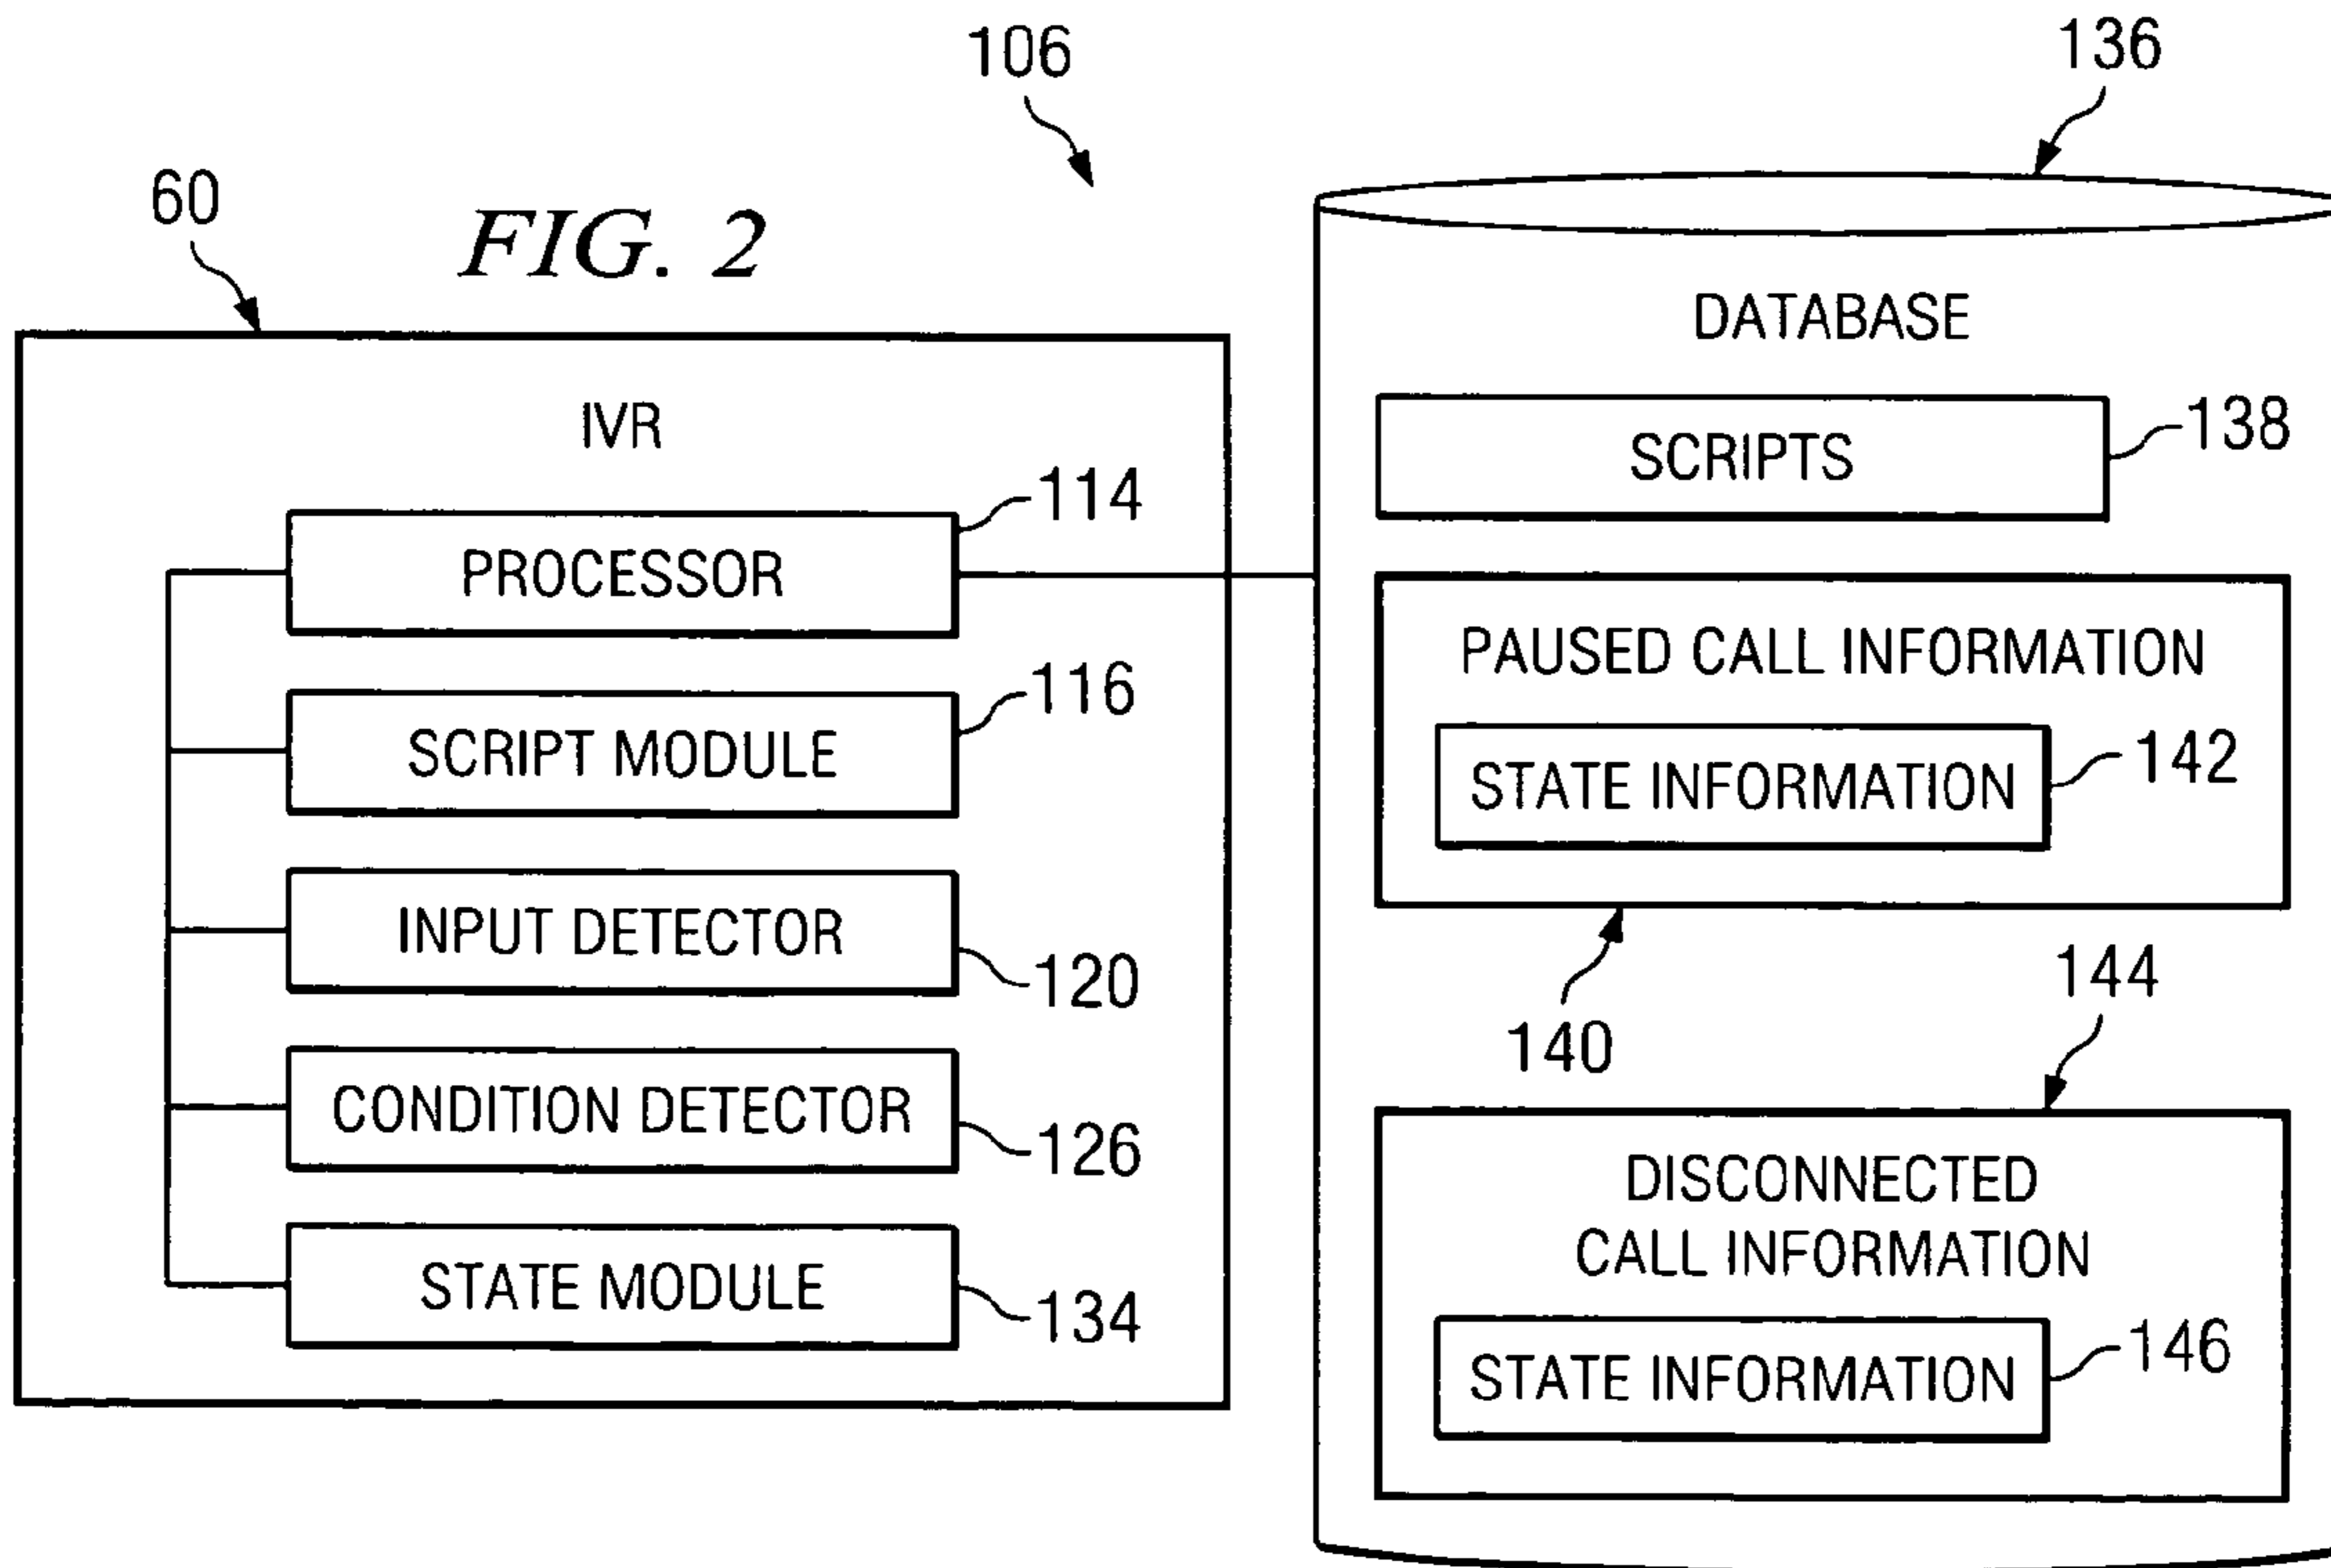 106
136
60
FIG. 2
DATABASE
IVR
SCRIPTS
138
114
PROCESSOR
PAUSED CALL INFORMATION
116
SCRIPT MODULE
STATE INFORMATION
142
INPUT DETECTOR
120
140
144
CONDITION DETECTOR
126
DISCONNECTED
CALL INFORMATION
STATE MODULE
134
STATE INFORMATION
146